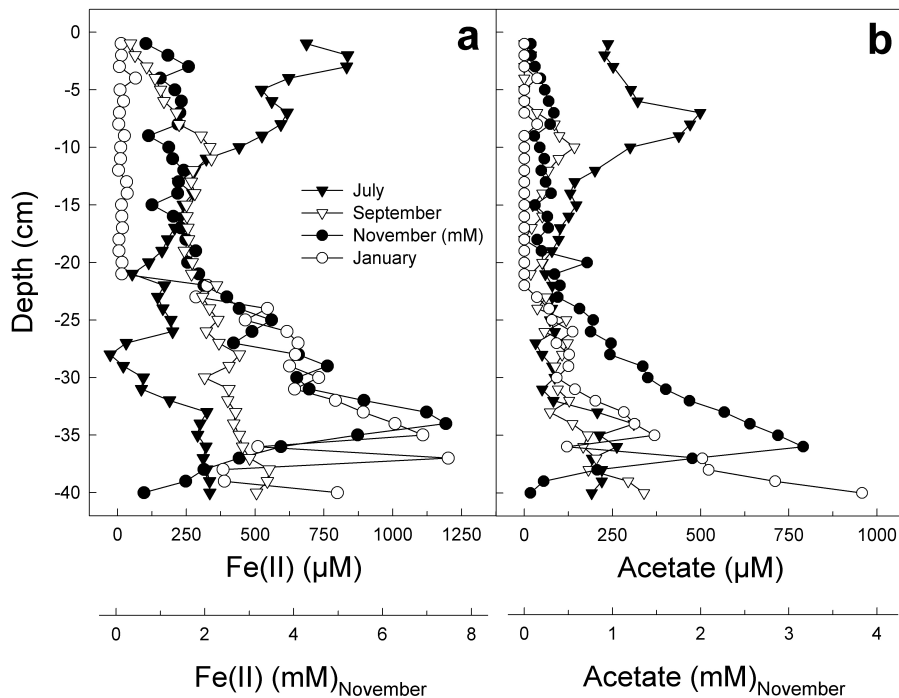 a
b
-0
-5
-10
-15
-20
-25
-30
-35
-40
Depth (cm)
July
September
November (mM)
January
0 250 500 750 1000 1250
0 250 500 750 1000
Fe(II) (µM)
Acetate (µM)
0 2 4 6 8
0 1 2 3 4
Fe(II) (mM)November
Acetate (mM)November